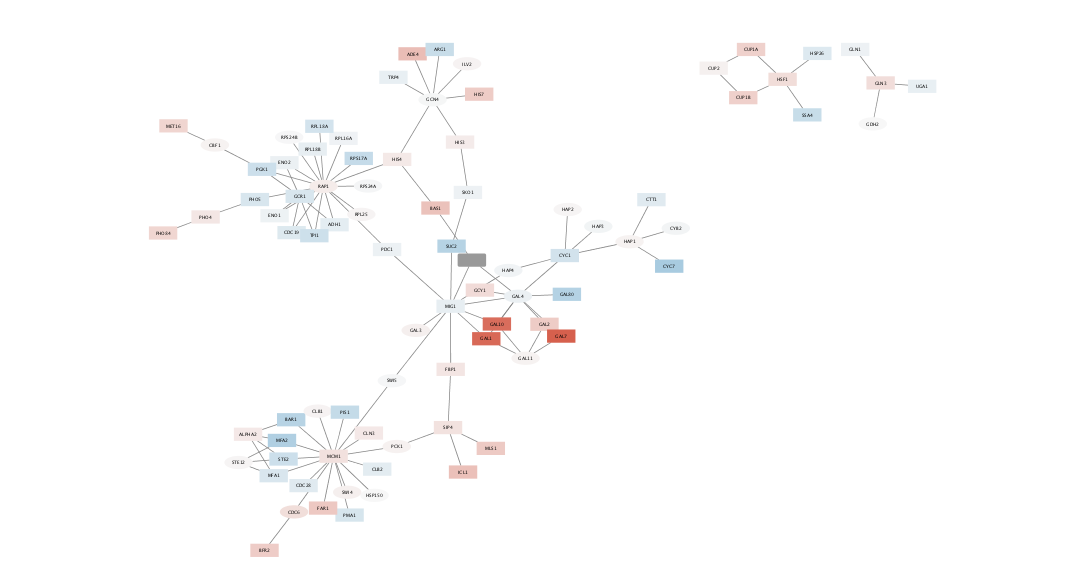 ADE4
ARG1
ILV2
TRP4
GCN4
HIS7
CUP1A
HSP26
CUP2
HSF1
CUP1B
SSA4
GLN1
GLN3
UGA1
GDH2
MET16
CBF1
RPS24B
RPL18A
RPL16A
RPL18B
HIS3
HIS4
ENO2
RPS17A
PGK1
RAP1
RPS24A
SKO1
PHO5
GCR1
PHO4
ENO1
RPL25
ADH1
BAS1
PHO84
CDC19
TPI1
HAP2
CTT1
HAP3
CYB2
HAP1
PDC1
SUC2
CYC1
HAP4
CYC7
GCY1
GAL4
GAL80
MIG1
GAL3
GAL10
GAL2
GAL1
GAL7
GAL11
FBP1
SWI5
BAR1
CLB1
PIS1
ALPHA2
MFA2
CLN3
SIP4
PCK1
MLS1
STE12
STE2
MCM1
MFA1
CLB2
ICL1
CDC28
SWI4
HSP150
CDC6
FAR1
PMA1
BFR2